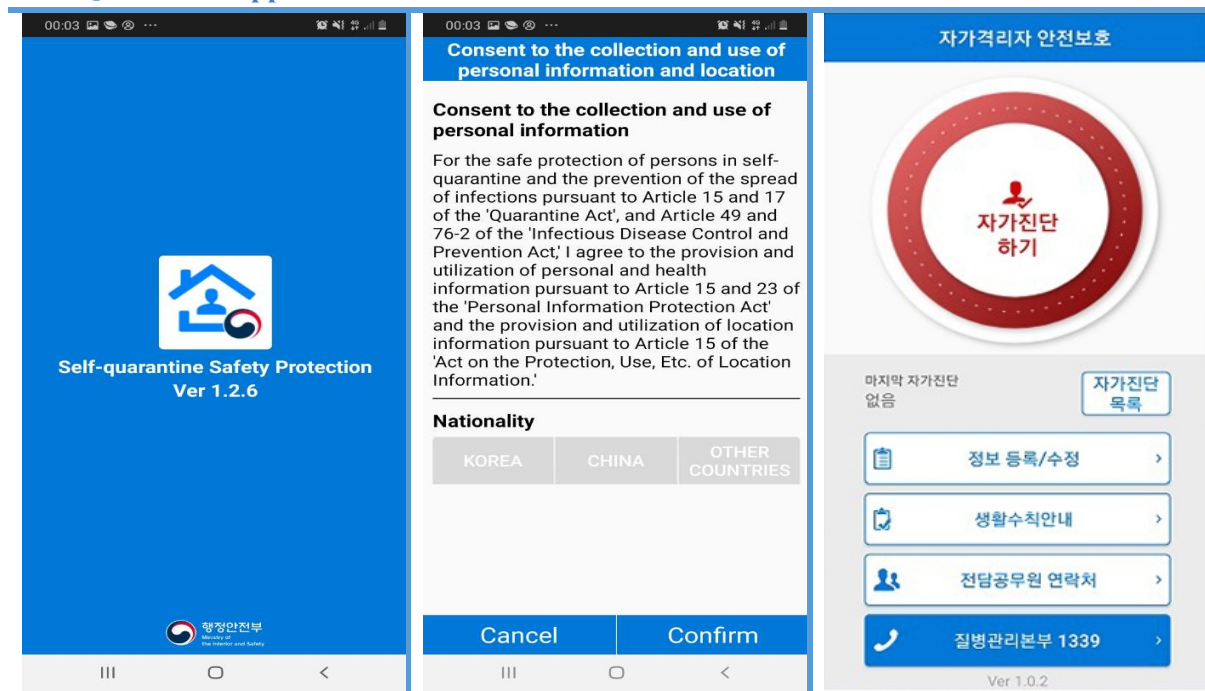 00:03
Self-quarantine Safety Protection
Ver 1.2.6
행정안전부
Ministry of
the Interior and Safety
00:03
Consent to the collection and use of
personal information and location
Consent to the collection and use of
personal information
For the safe protection of persons in self-
quarantine and the prevention of the spread
of infections pursuant to Article 15 and 17
of the 'Quarantine Act', and Article 49 and
76-2 of the 'Infectious Disease Control and
Prevention Act,' I agree to the provision and
utilization of personal and health
information pursuant to Article 15 and 23 of
the 'Personal Information Protection Act'
and the provision and utilization of location
information pursuant to Article 15 of the
'Act on the Protection, Use, Etc. of Location
Information.'
Nationality
KOREA CHINA OTHER
COUNTRIES
Cancel Confirm
자가격리자 안전보호
자가진단
하기
마지막 자가진단
없음
자가진단
목록
정보 등록/수정
생활수칙안내
전담공무원 연락처
질병관리본부 1339
Ver 1.0.2